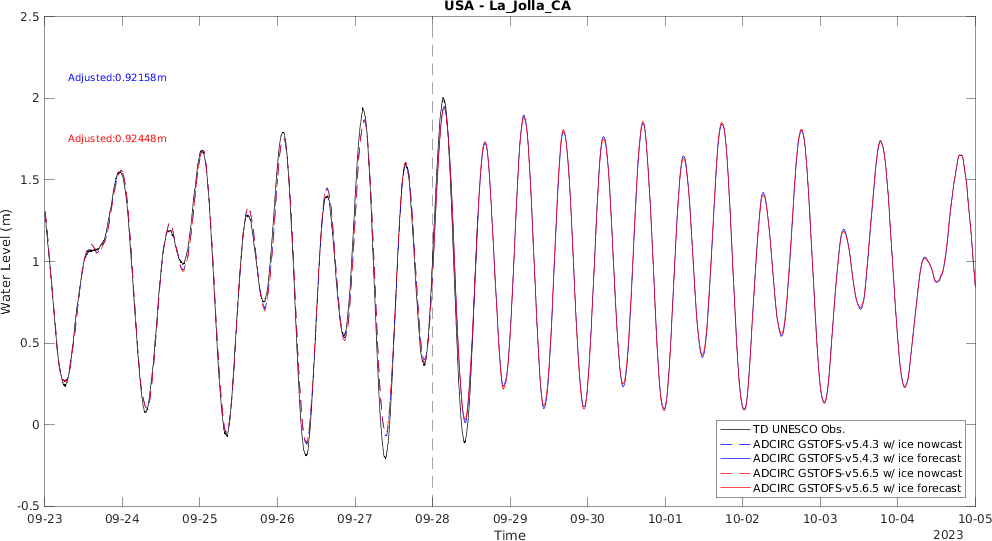 USA - La_Jolla_CA
2.5
2
1.5
1
0.5
0
-0.5
Water Level (m)
Adjusted:0.92158m
Adjusted:0.92448m
TD UNESCO Obs.
ADCIRC GSTOFS-v5.4.3 w/ ice nowcast
ADCIRC GSTOFS-v5.4.3 w/ ice forecast
ADCIRC GSTOFS-v5.6.5 w/ ice nowcast
ADCIRC GSTOFS-v5.6.5 w/ ice forecast
09-23 09-24 09-25 09-26 09-27 09-28 09-29 09-30 10-01 10-02 10-03 10-04 10-05
Time
2023